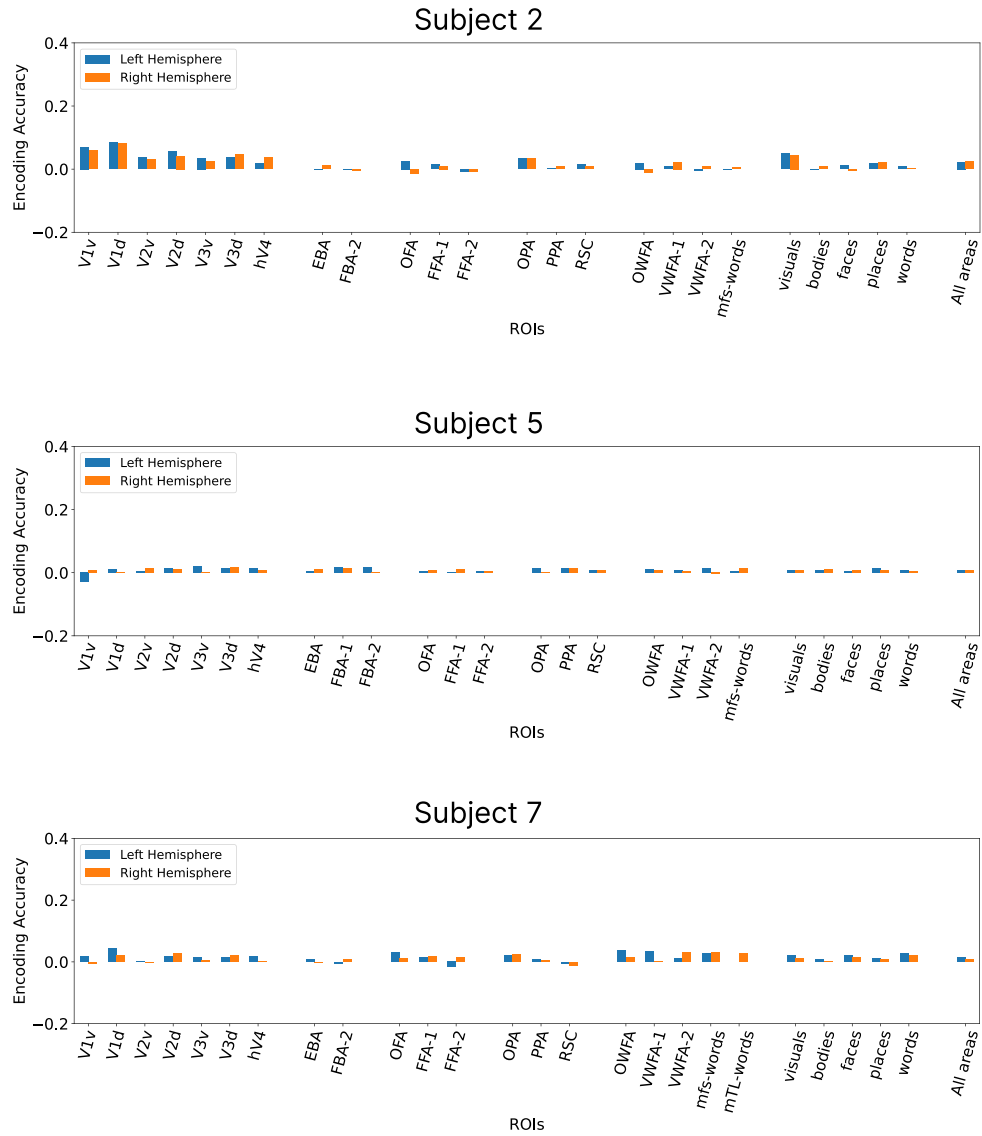 Subject 2
0.4
0.2
0.0
−0.2
Encoding Accuracy
Left Hemisphere
Right Hemisphere
V1v V1d V2v V2d V3v V3d hV4 EBA FBA-2 OFA FFA-1 FFA-2 OPA PPA RSC OWFA VWFA-1 VWFA-2 mfs-words visuals bodies faces places words All areas
ROIs
Subject 5
0.4
0.2
0.0
−0.2
Encoding Accuracy
Left Hemisphere
Right Hemisphere
V1v V1d V2v V2d V3v V3d hV4 EBA FBA-1 FBA-2 OFA FFA-1 FFA-2 OPA PPA RSC OWFA VWFA-1 VWFA-2 mfs-words visuals bodies faces places words All areas
ROIs
Subject 7
0.4
0.2
0.0
−0.2
Encoding Accuracy
Left Hemisphere
Right Hemisphere
V1v V1d V2v V2d V3v V3d hV4 EBA FBA-2 OFA FFA-1 FFA-2 OPA PPA RSC OWFA VWFA-1 VWFA-2 mfs-words mTL-words visuals bodies faces places words All areas
ROIs